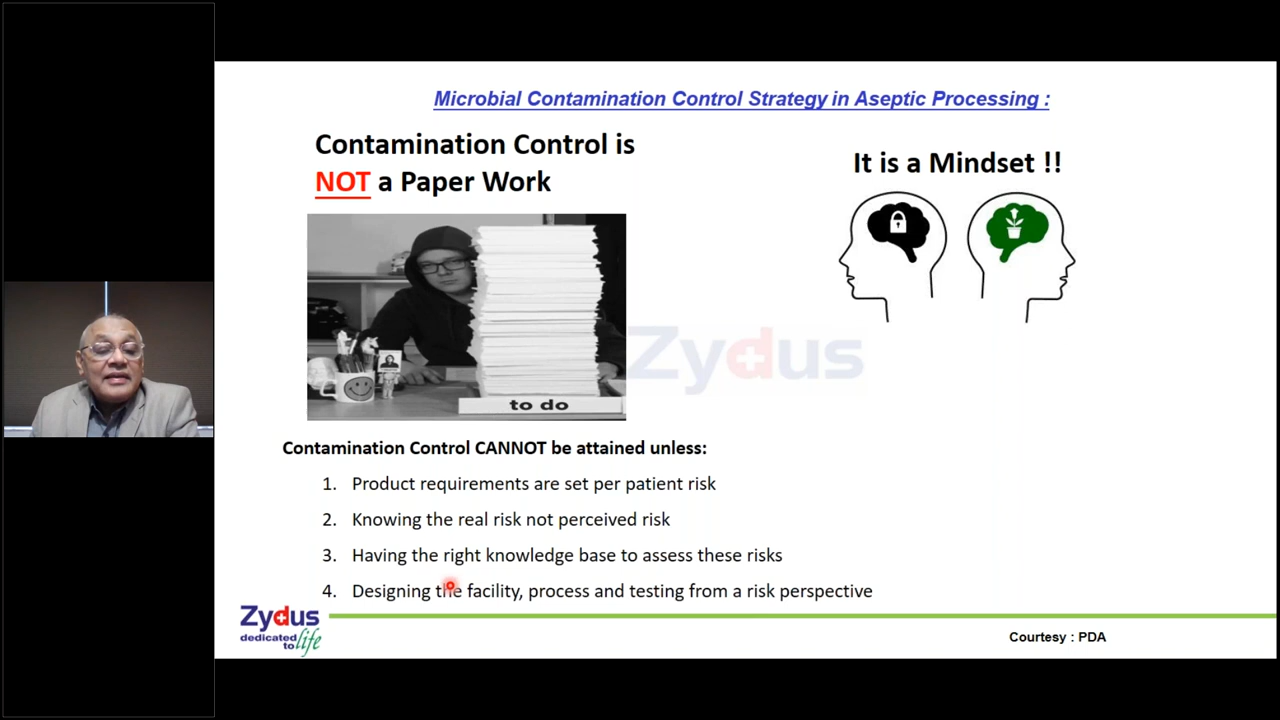 Microbial Contamination Control Strategy in Aseptic Processing :
Contamination Control is
NOT a Paper Work
It is a Mindset !!
to do
Zydus
Contamination Control CANNOT be attained unless:
1. Product requirements are set per patient risk
2. Knowing the real risk not perceived risk
3. Having the right knowledge base to assess these risks
4. Designing the facility, process and testing from a risk perspective
Zydus
dedicated
to life
Courtesy : PDA